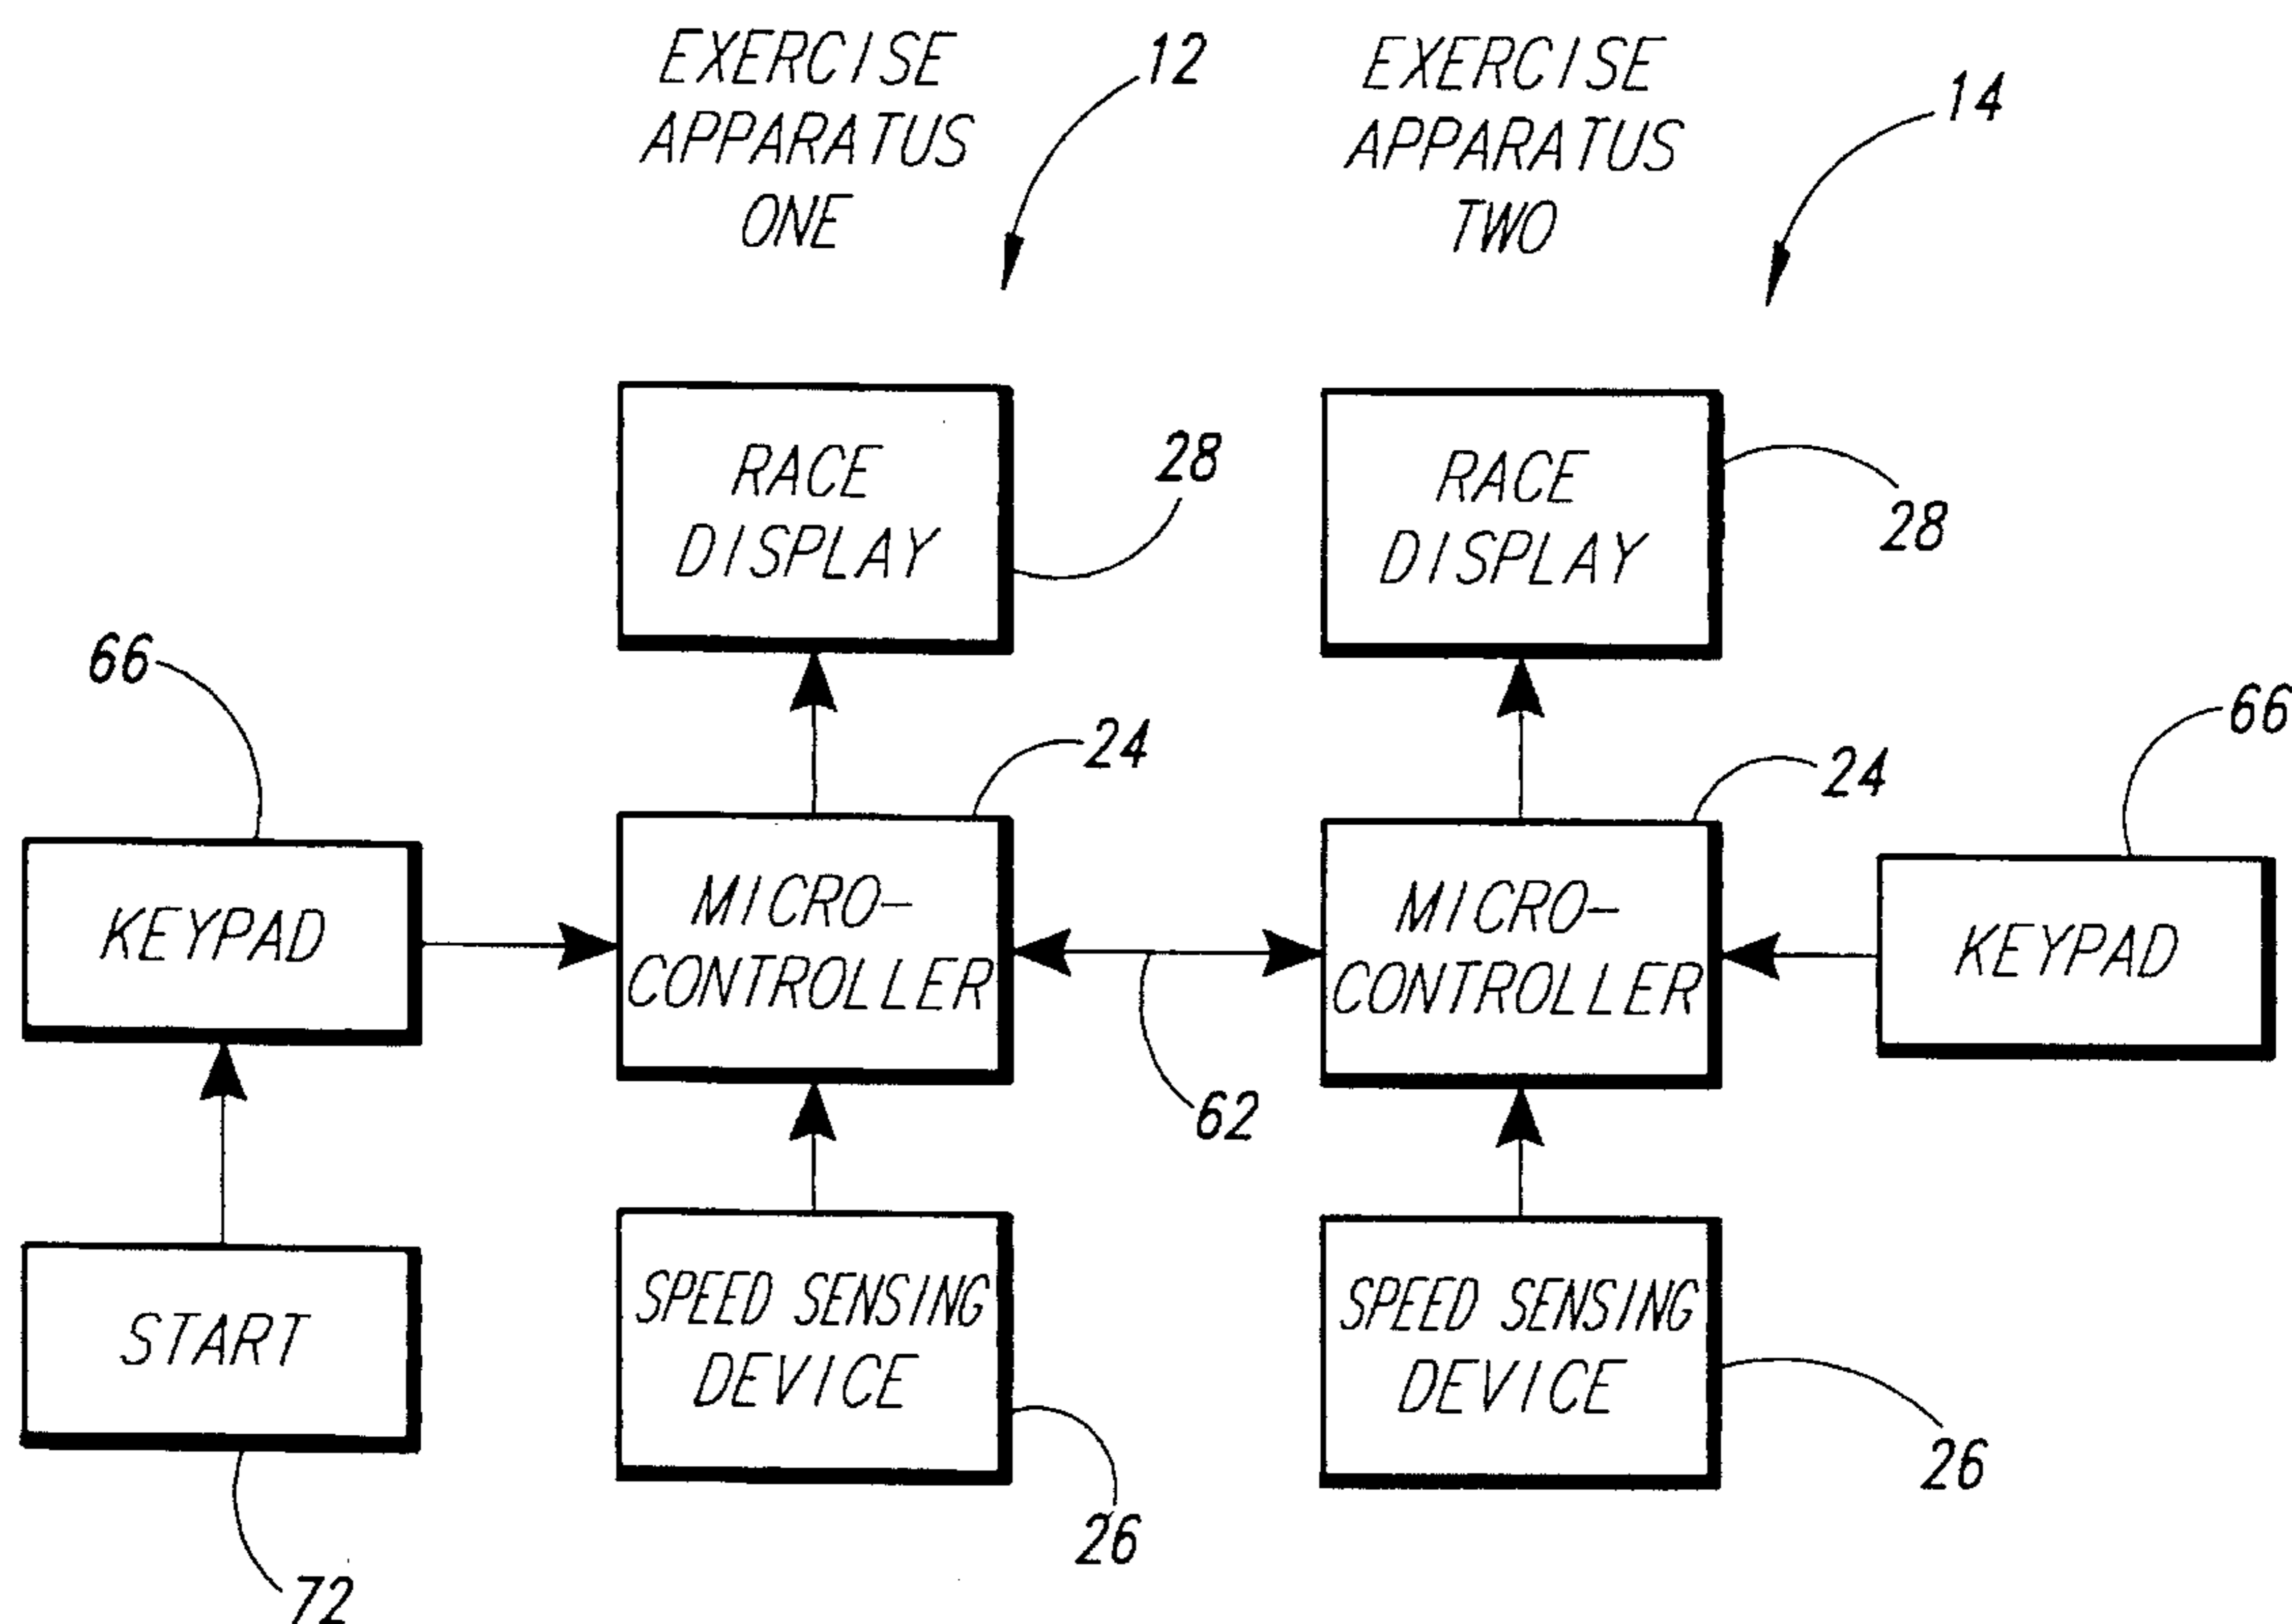 EXERCISE
APPARATUS
ONE
12
EXERCISE
APPARATUS
TWO
14
RACE
DISPLAY
28
RACE
DISPLAY
28
66
24
24
66
KEYPAD
MICRO-
CONTROLLER
MICRO-
CONTROLLER
KEYPAD
62
START
SPEED SENSING
DEVICE
SPEED SENSING
DEVICE
72
26
26